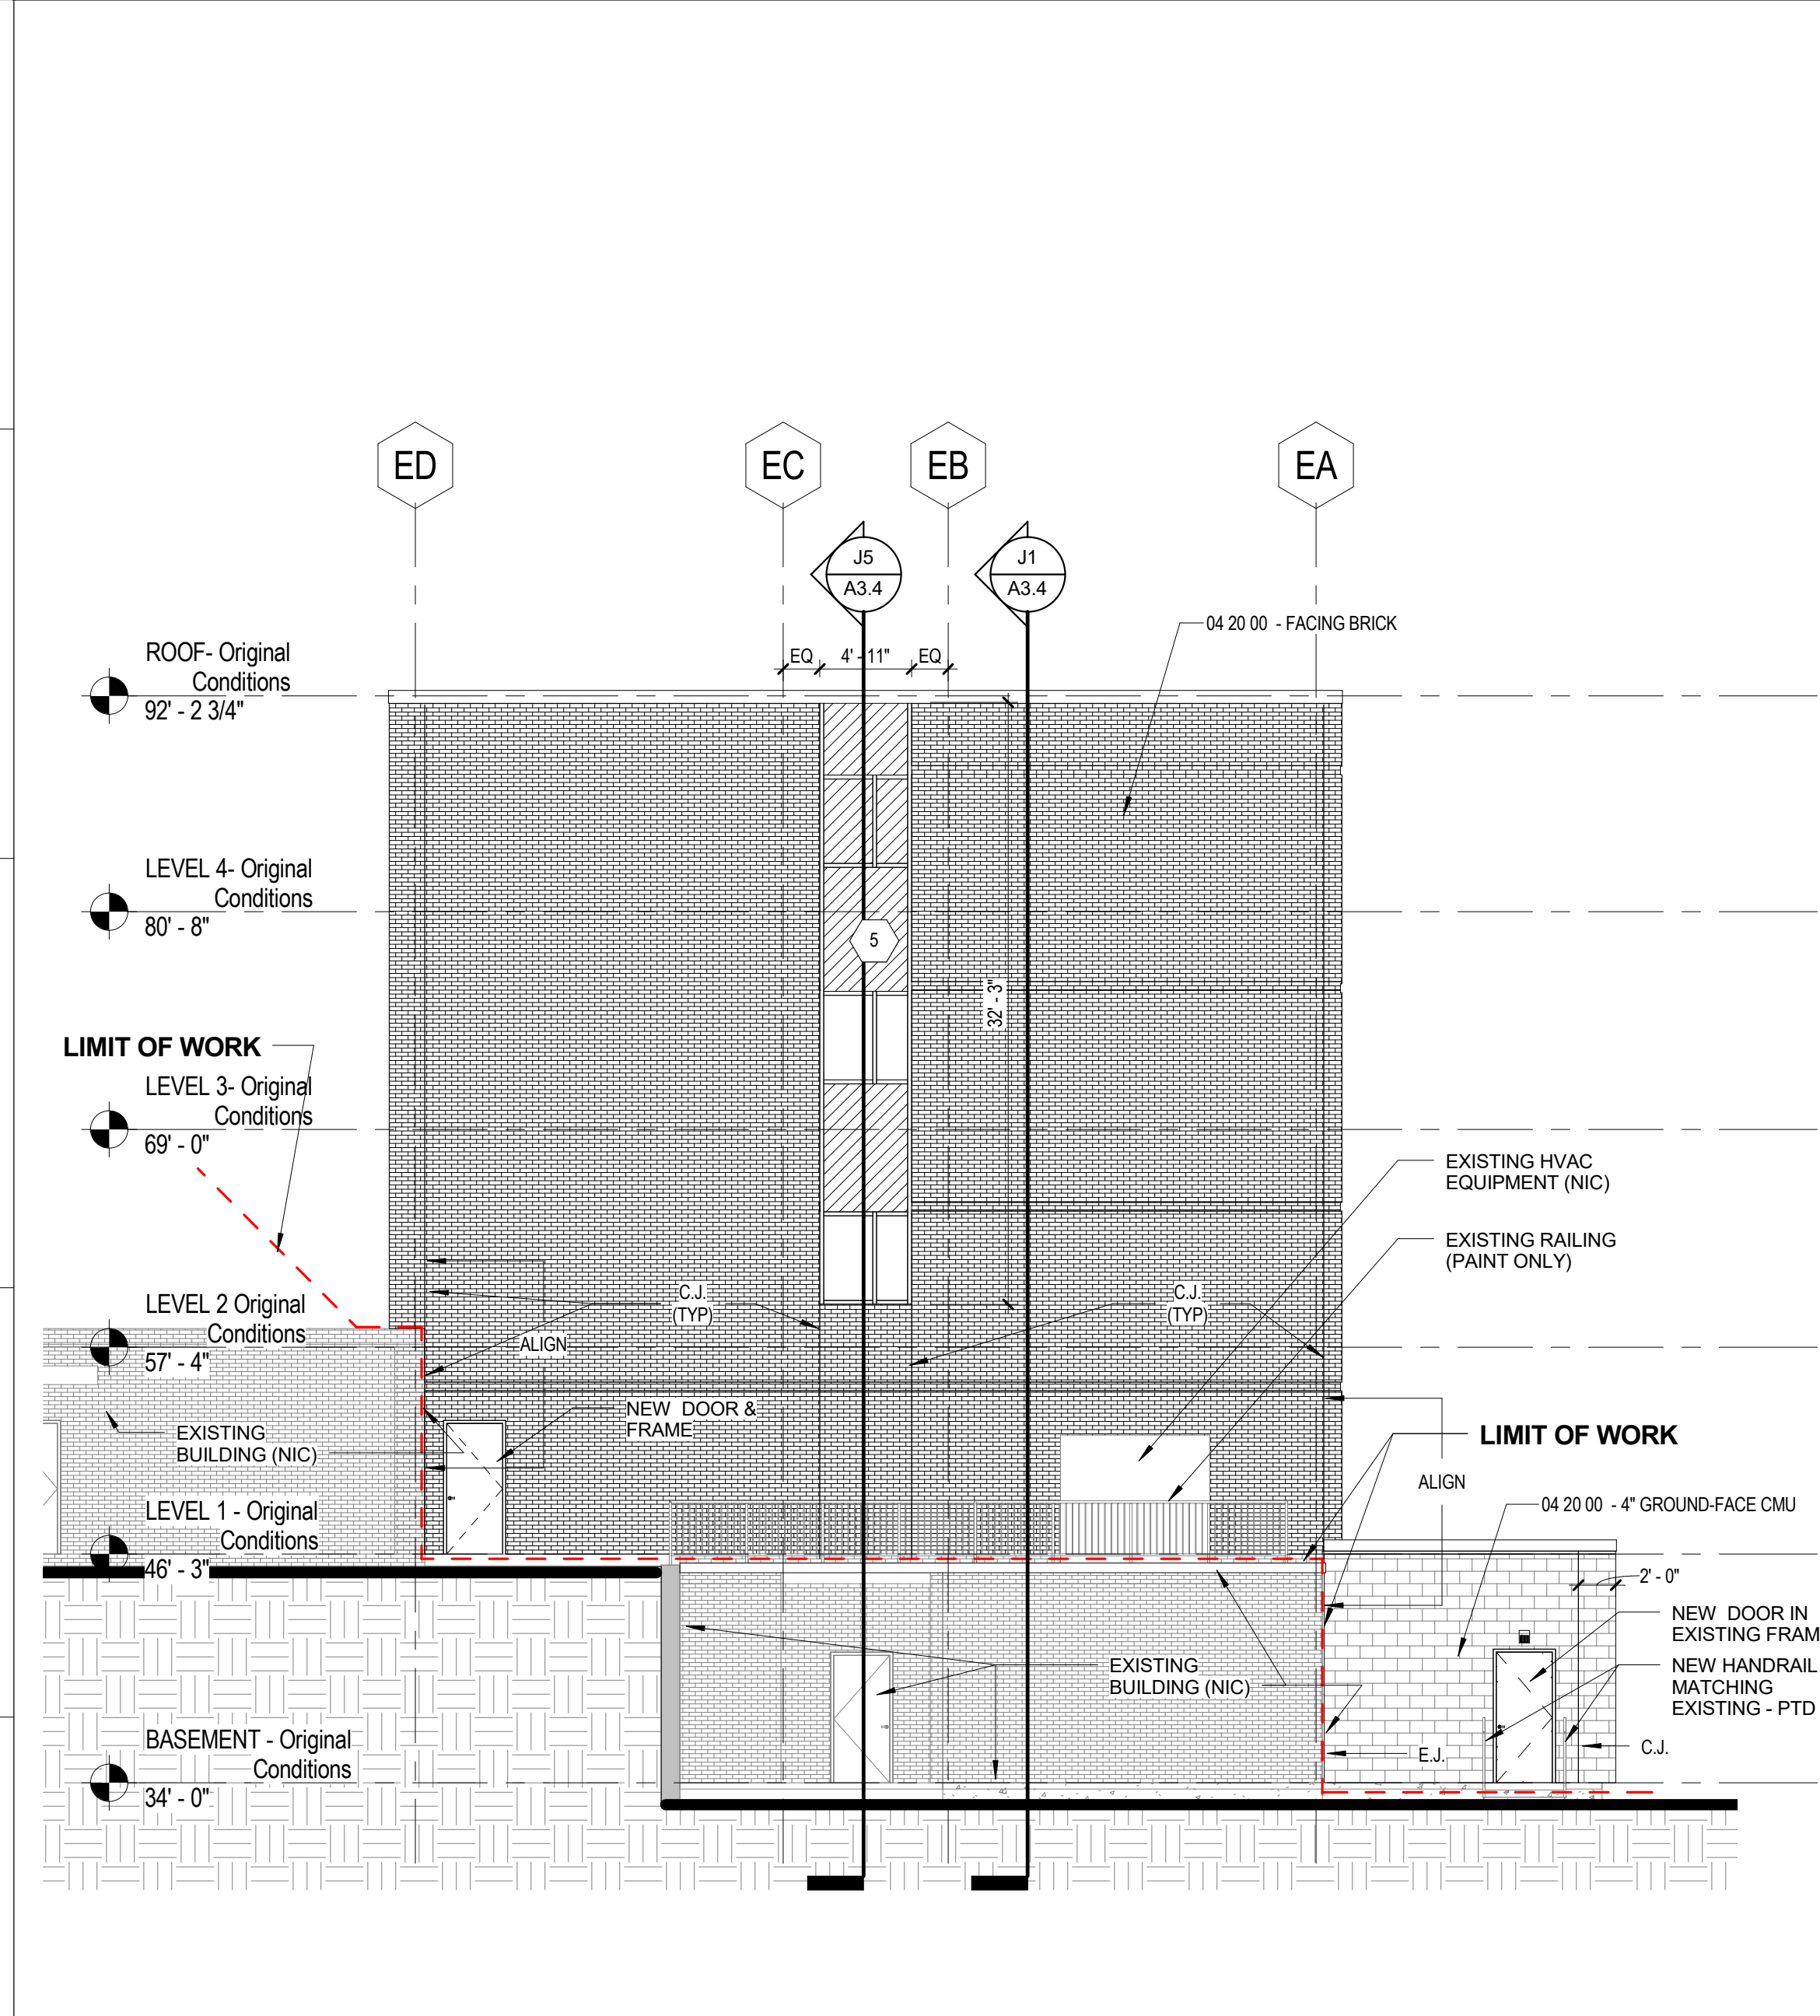 ED
EC
EB
EA
J5
A3.4
J1
A3.4
04 20 00 - FACING BRICK
EQ
4' - 11"
EQ
ROOF- Original
Conditions
92' - 2 3/4"
LEVEL 4- Original
Conditions
80' - 8"
5
32' - 3"
LIMIT OF WORK
LEVEL 3- Original
Conditions
69' - 0"
EXISTING HVAC
EQUIPMENT (NIC)
EXISTING RAILING
(PAINT ONLY)
LEVEL 2 Original
Conditions
57' - 4"
C.J.
(TYP)
C.J.
(TYP)
ALIGN
NEW DOOR &
FRAME
EXISTING
BUILDING (NIC)
LIMIT OF WORK
ALIGN
04 20 00 - 4" GROUND-FACE CMU
LEVEL 1 - Original
Conditions
46' - 3"
2' - 0"
NEW DOOR IN
EXISTING FRAM
NEW HANDRAIL
MATCHING
EXISTING - PTD
EXISTING
BUILDING (NIC)
E.J.
C.J.
BASEMENT - Original
Conditions
34' - 0"